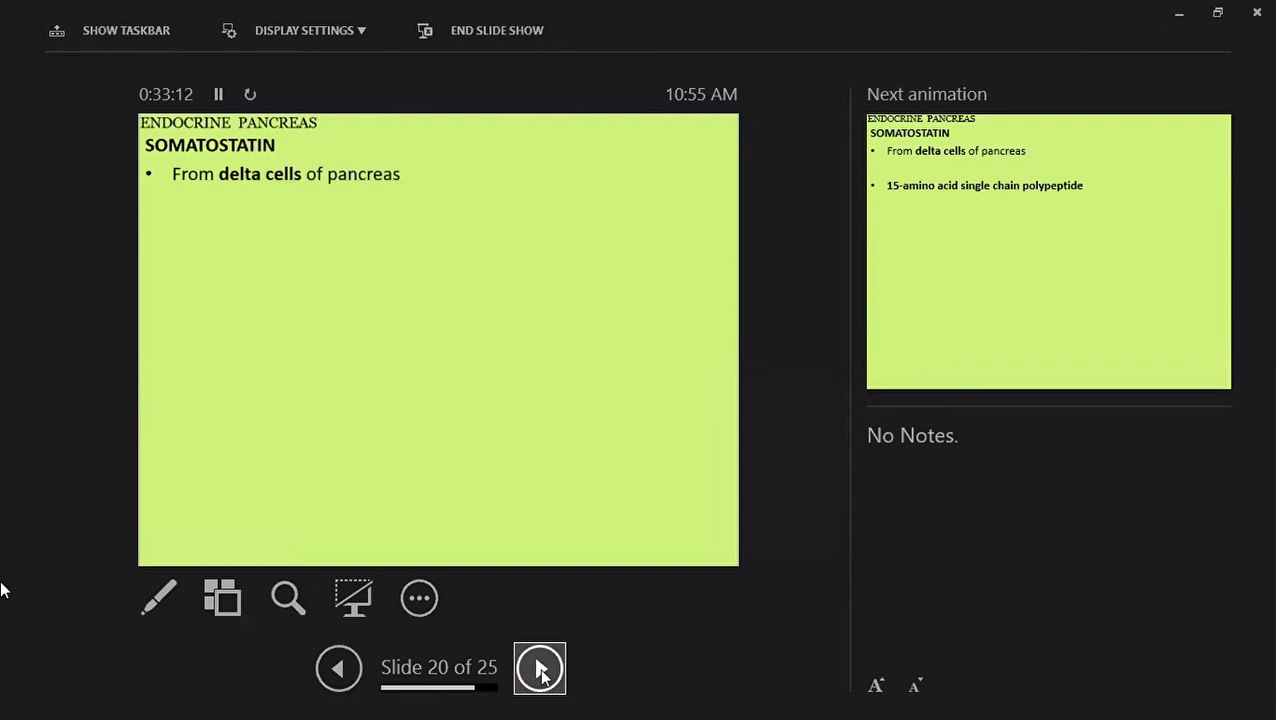 SHOW TASKBAR
DISPLAY SETTINGS
END SLIDE SHOW
0:33:12
10:55 AM
ENDOCRINE PANCREAS
SOMATOSTATIN
• From delta cells of pancreas
Slide 20 of 25
Next animation
ENDOCRINE PANCREAS
SOMATOSTATIN
• From delta cells of pancreas
• 15-amino acid single chain polypeptide
No Notes.
A A